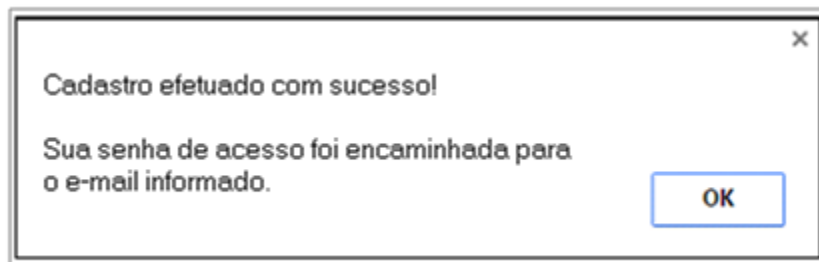 ×
Cadastro efetuado com sucesso!
Sua senha de acesso foi encaminhada para
o e-mail informado.
OK